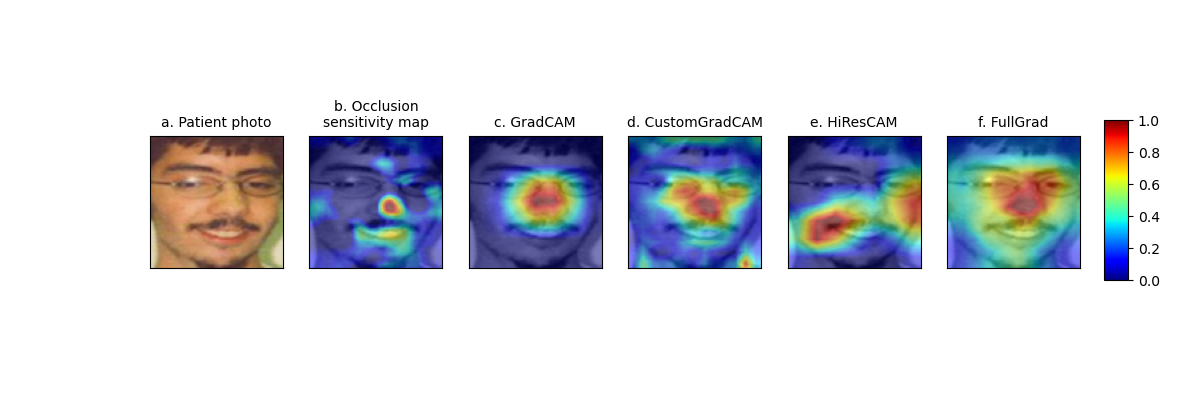 a. Patient photo
b. Occlusion
sensitivity map
c. GradCAM
d. CustomGradCAM
e. HiResCAM
f. FullGrad
1.0
0.8
0.6
0.4
0.2
0.0